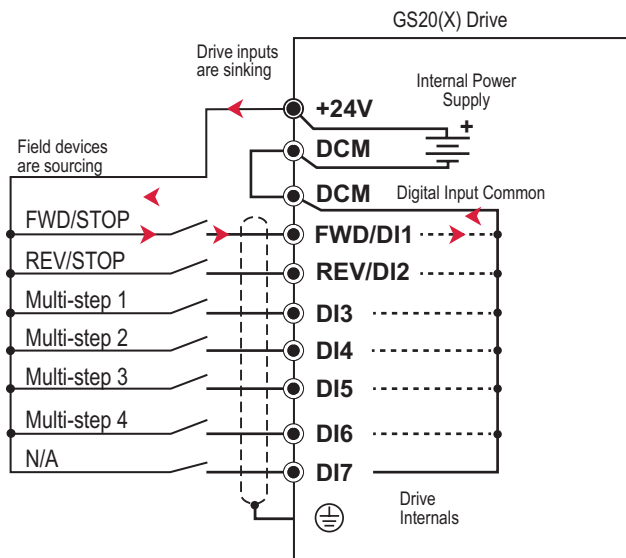 GS20(X) Drive
Drive inputs
are sinking
Internal Power
Supply
+24V
+
DCM
Field devices
are sourcing
DCM
Digital Input Common
FWD/STOP
FWD/DI1
REV/STOP
REV/DI2
Multi-step 1
DI3
Multi-step 2
DI4
Multi-step 3
DI5
Multi-step 4
DI6
N/A
DI7
Drive
Internals